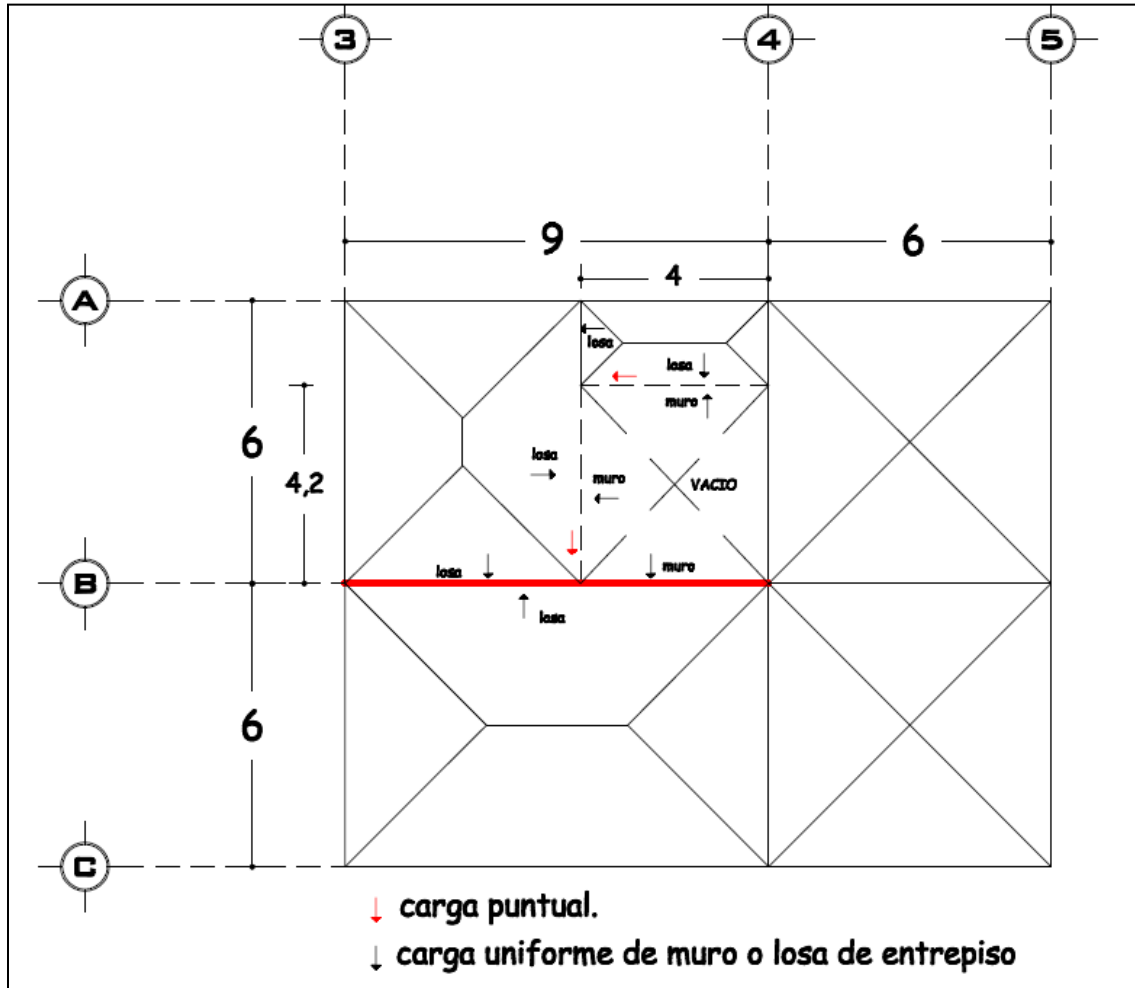 3 4 5
9 6
4
A
losa
losa
6
muro
4,2
losa
muro
VACIO
losa
muro
B
losa
6
C
carga puntual.
carga uniforme de muro o losa de entrepiso